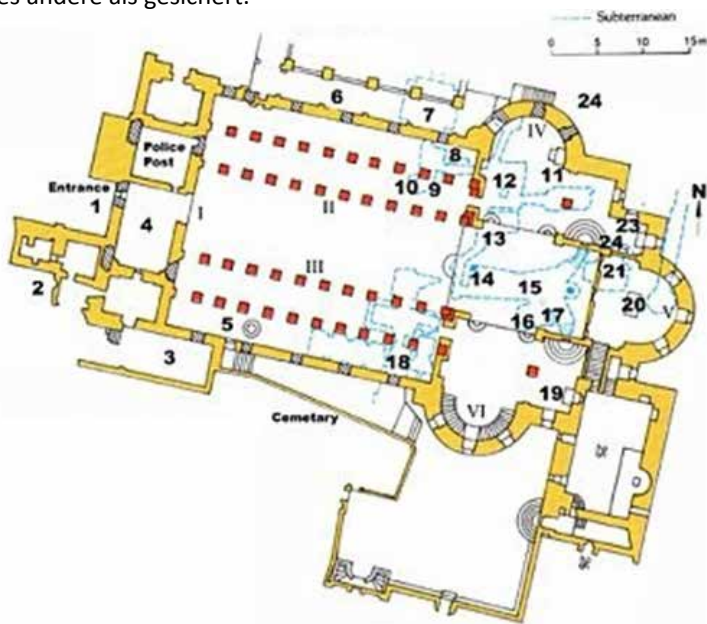 es andere als gesichert.
Subterranean
0 5 10 15m
24
6
7
IV
Police
Post
8
11
10 9
12
Entrance
1
N
I
II
4
23
13
24
21
III
14
15
20
V
2
16 17
5
18
3
19
VI
Cemetary